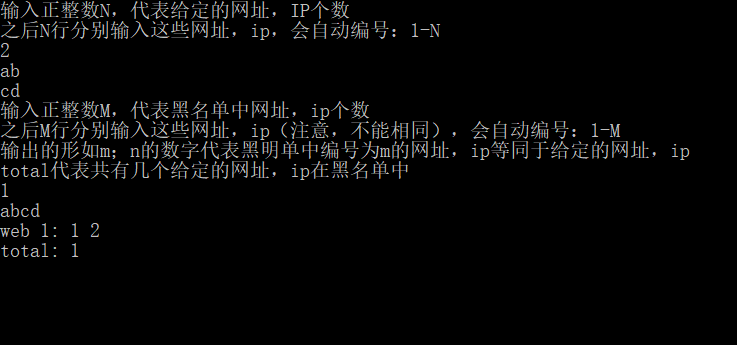 输入正整数N，代表给定的网址，IP个数
之后N行分别输入这些网址，ip，会自动编号：1-N
2
ab
cd
输入正整数M，代表黑名单中网址，ip个数
之后M行分别输入这些网址，ip（注意，不能相同），会自动编号：1-M
输出的形如m；n的数字代表黑明单中编号为m的网址，ip等同于给定的网址，ip
total代表共有几个给定的网址，ip在黑名单中
1
abcd
web 1: 1 2
total: 1